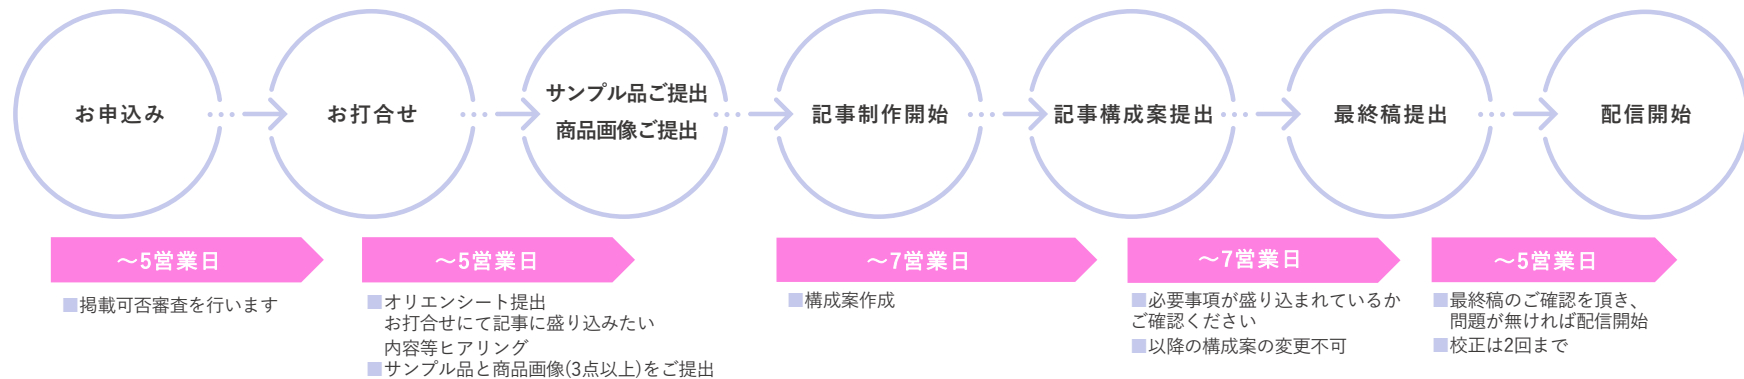 お申込み
お打合せ
サンプル品ご提出
商品画像ご提出
記事制作開始
記事構成案提出
最終稿提出
配信開始
〜5営業日
■掲載可否審査を行います
〜5営業日
■オリエンシート提出
お打合せにて記事に盛り込みたい
内容等ヒアリング
■サンプル品と商品画像(3点以上)をご提出
〜7営業日
■構成案作成
〜7営業日
■必要事項が盛り込まれているか
ご確認ください
■以降の構成案の変更不可
〜5営業日
■最終稿のご確認を頂き、
問題が無ければ配信開始
■校正は2回まで